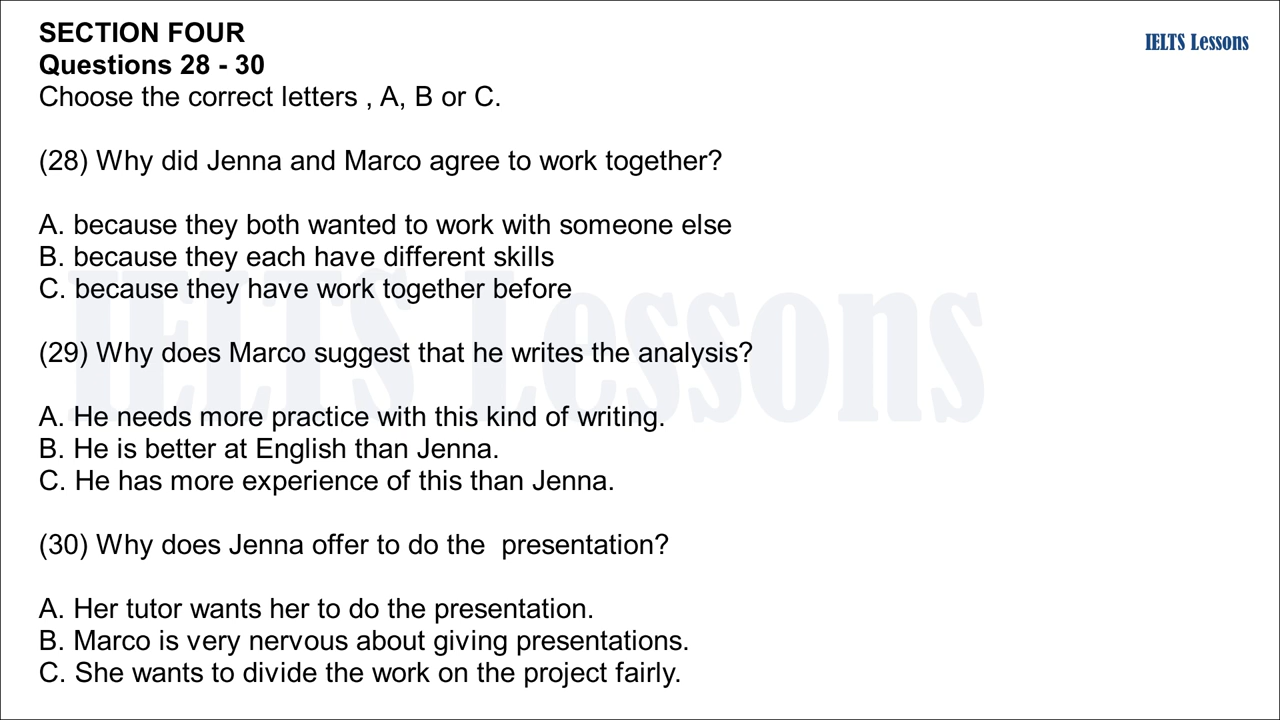 SECTION FOUR
IELTS Lessons
Questions 28 - 30
Choose the correct letters , A, B or C.
(28) Why did Jenna and Marco agree to work together?
A. because they both wanted to work with someone else
B. because they each have different skills
C. because they have work together before
IELTS Lessons
(29) Why does Marco suggest that he writes the analysis?
A. He needs more practice with this kind of writing.
B. He is better at English than Jenna.
C. He has more experience of this than Jenna.
(30) Why does Jenna offer to do the  presentation?
A. Her tutor wants her to do the presentation.
B. Marco is very nervous about giving presentations.
C. She wants to divide the work on the project fairly.